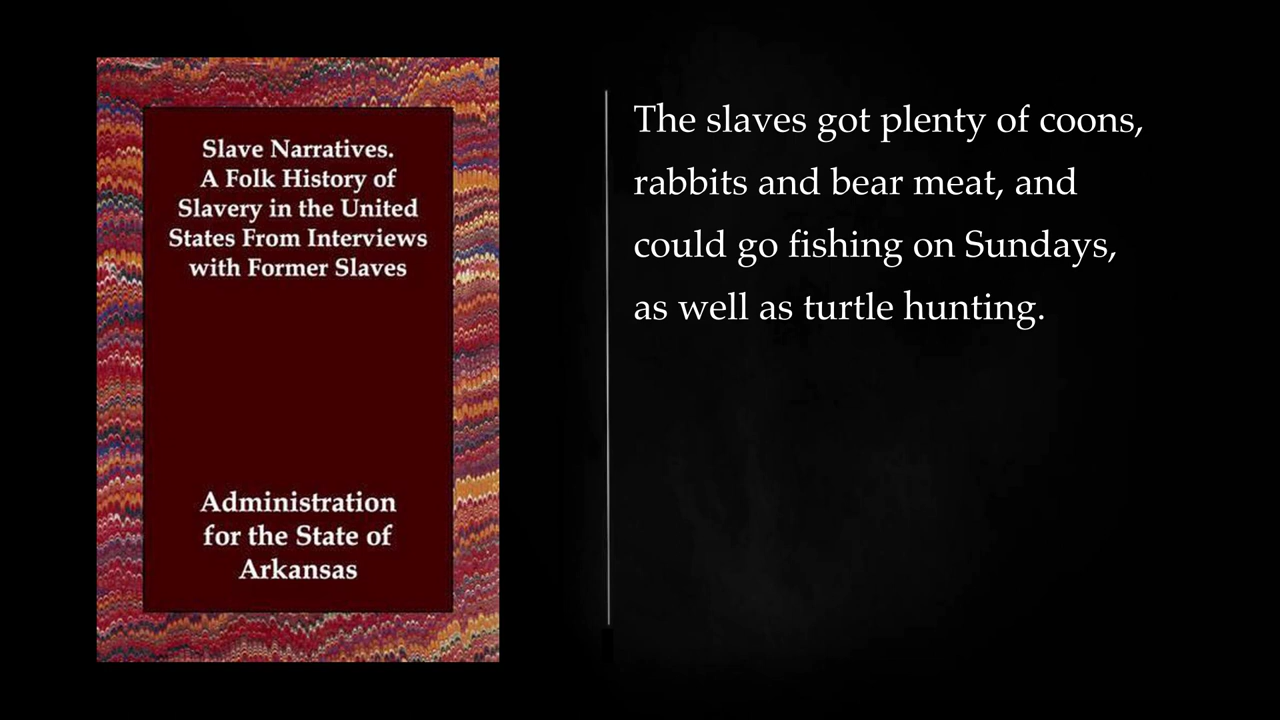 Slave Narratives.
A Folk History of
Slavery in the United
States From Interviews
with Former Slaves
Administration
for the State of
Arkansas
The slaves got plenty of coons,
rabbits and bear meat, and
could go fishing on Sundays,
as well as turtle hunting.